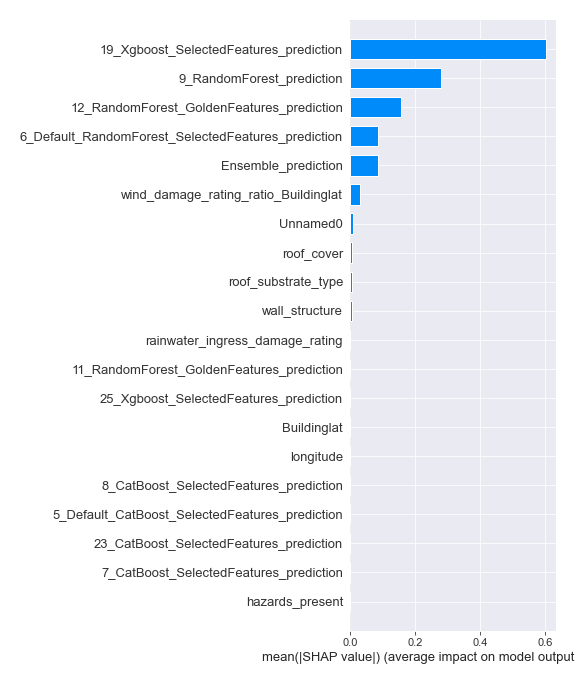 19_Xgboost_SelectedFeatures_prediction
9_RandomForest_prediction
12_RandomForest_GoldenFeatures_prediction
6_Default_RandomForest_SelectedFeatures_prediction
Ensemble_prediction
wind_damage_rating_ratio_Buildinglat
Unnamed0
roof_cover
roof_substrate_type
wall_structure
rainwater_ingress_damage_rating
11_RandomForest_GoldenFeatures_prediction
25_Xgboost_SelectedFeatures_prediction
Buildinglat
longitude
8_CatBoost_SelectedFeatures_prediction
5_Default_CatBoost_SelectedFeatures_prediction
23_CatBoost_SelectedFeatures_prediction
7_CatBoost_SelectedFeatures_prediction
hazards_present
0.0 0.2 0.4 0.6
mean(|SHAP value|) (average impact on model output